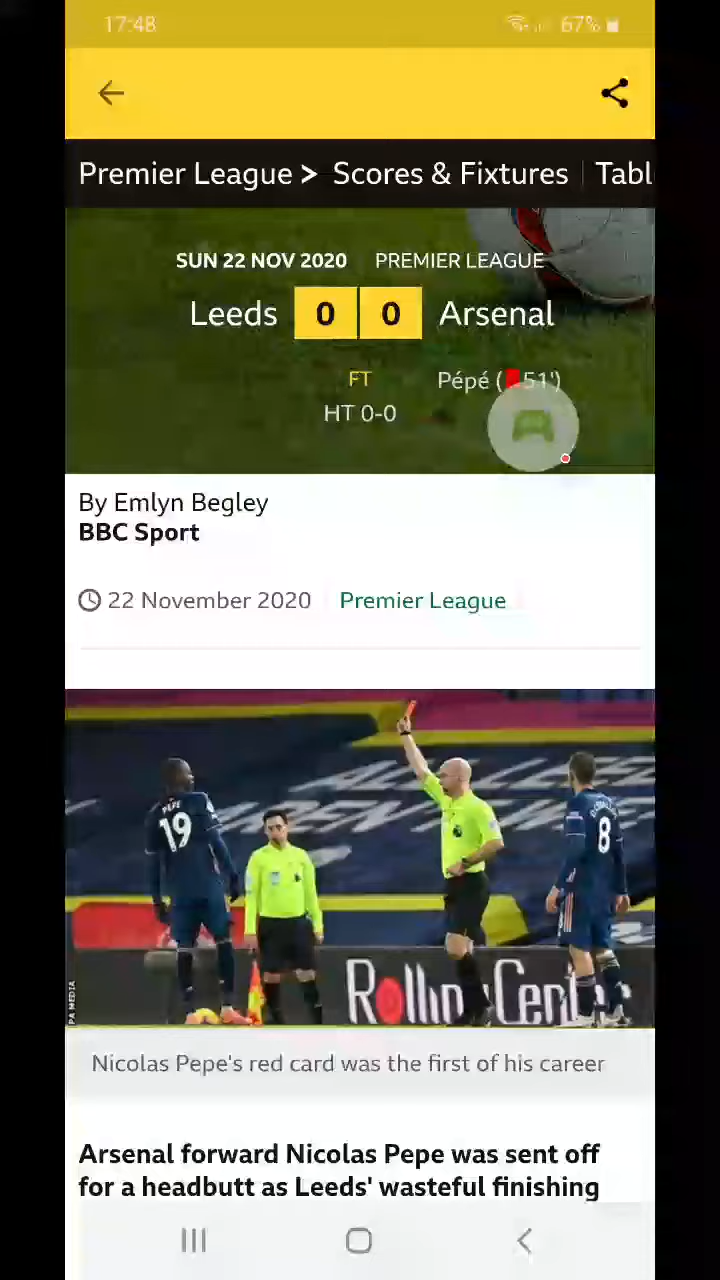 17:48
67%
Premier League > Scores & Fixtures Tabl
SUN 22 NOV 2020 PREMIER LEAGUE
Leeds 0 0 Arsenal
FT
Pépé ( 51')
HT 0-0
By Emlyn Begley
BBC Sport
22 November 2020 Premier League
PEPE
19
8
PA MEDIA
Nicolas Pepe's red card was the first of his career
Arsenal forward Nicolas Pepe was sent off
for a headbutt as Leeds' wasteful finishing